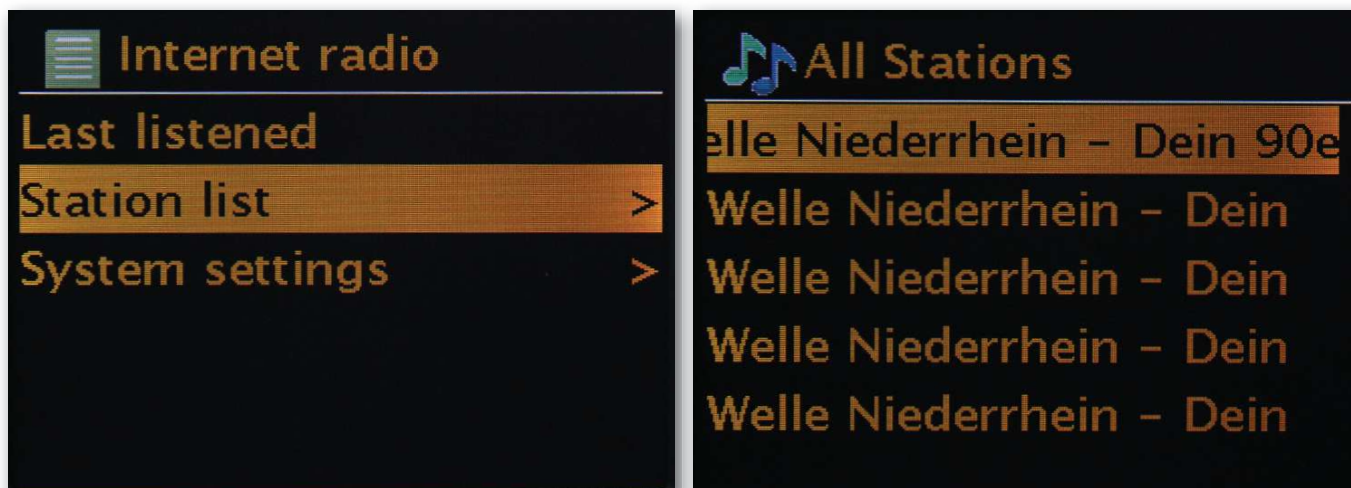 Internet radio
Last listened
Station list >
System settings >
All Stations
elle Niederrhein – Dein 90e
Welle Niederrhein – Dein
Welle Niederrhein – Dein
Welle Niederrhein – Dein
Welle Niederrhein – Dein